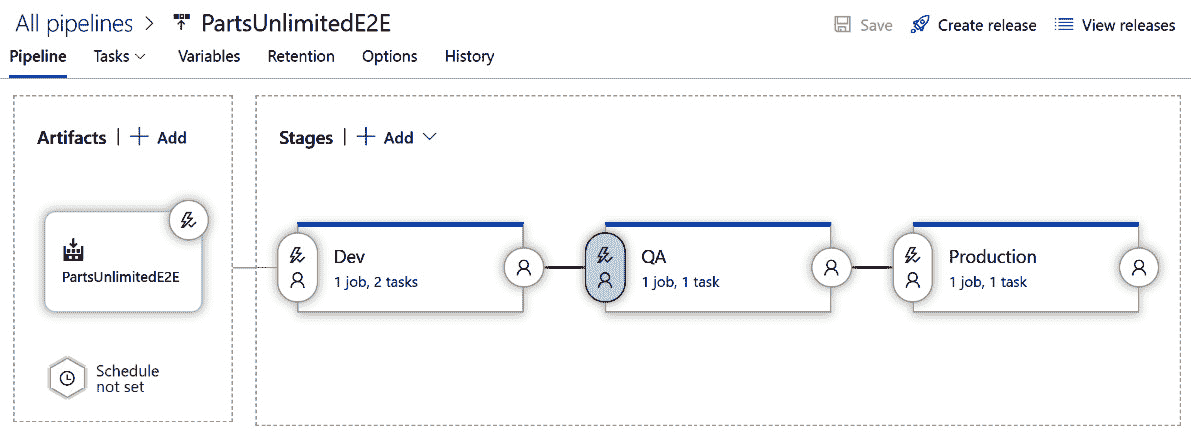 All pipelines > PartsUnlimitedE2E
Save Create release View releases
Pipeline Tasks Variables Retention Options History
Artifacts | + Add
Stages | + Add
PartsUnlimitedE2E
Dev
1 job, 2 tasks
QA
1 job, 1 task
Production
1 job, 1 task
Schedule
not set